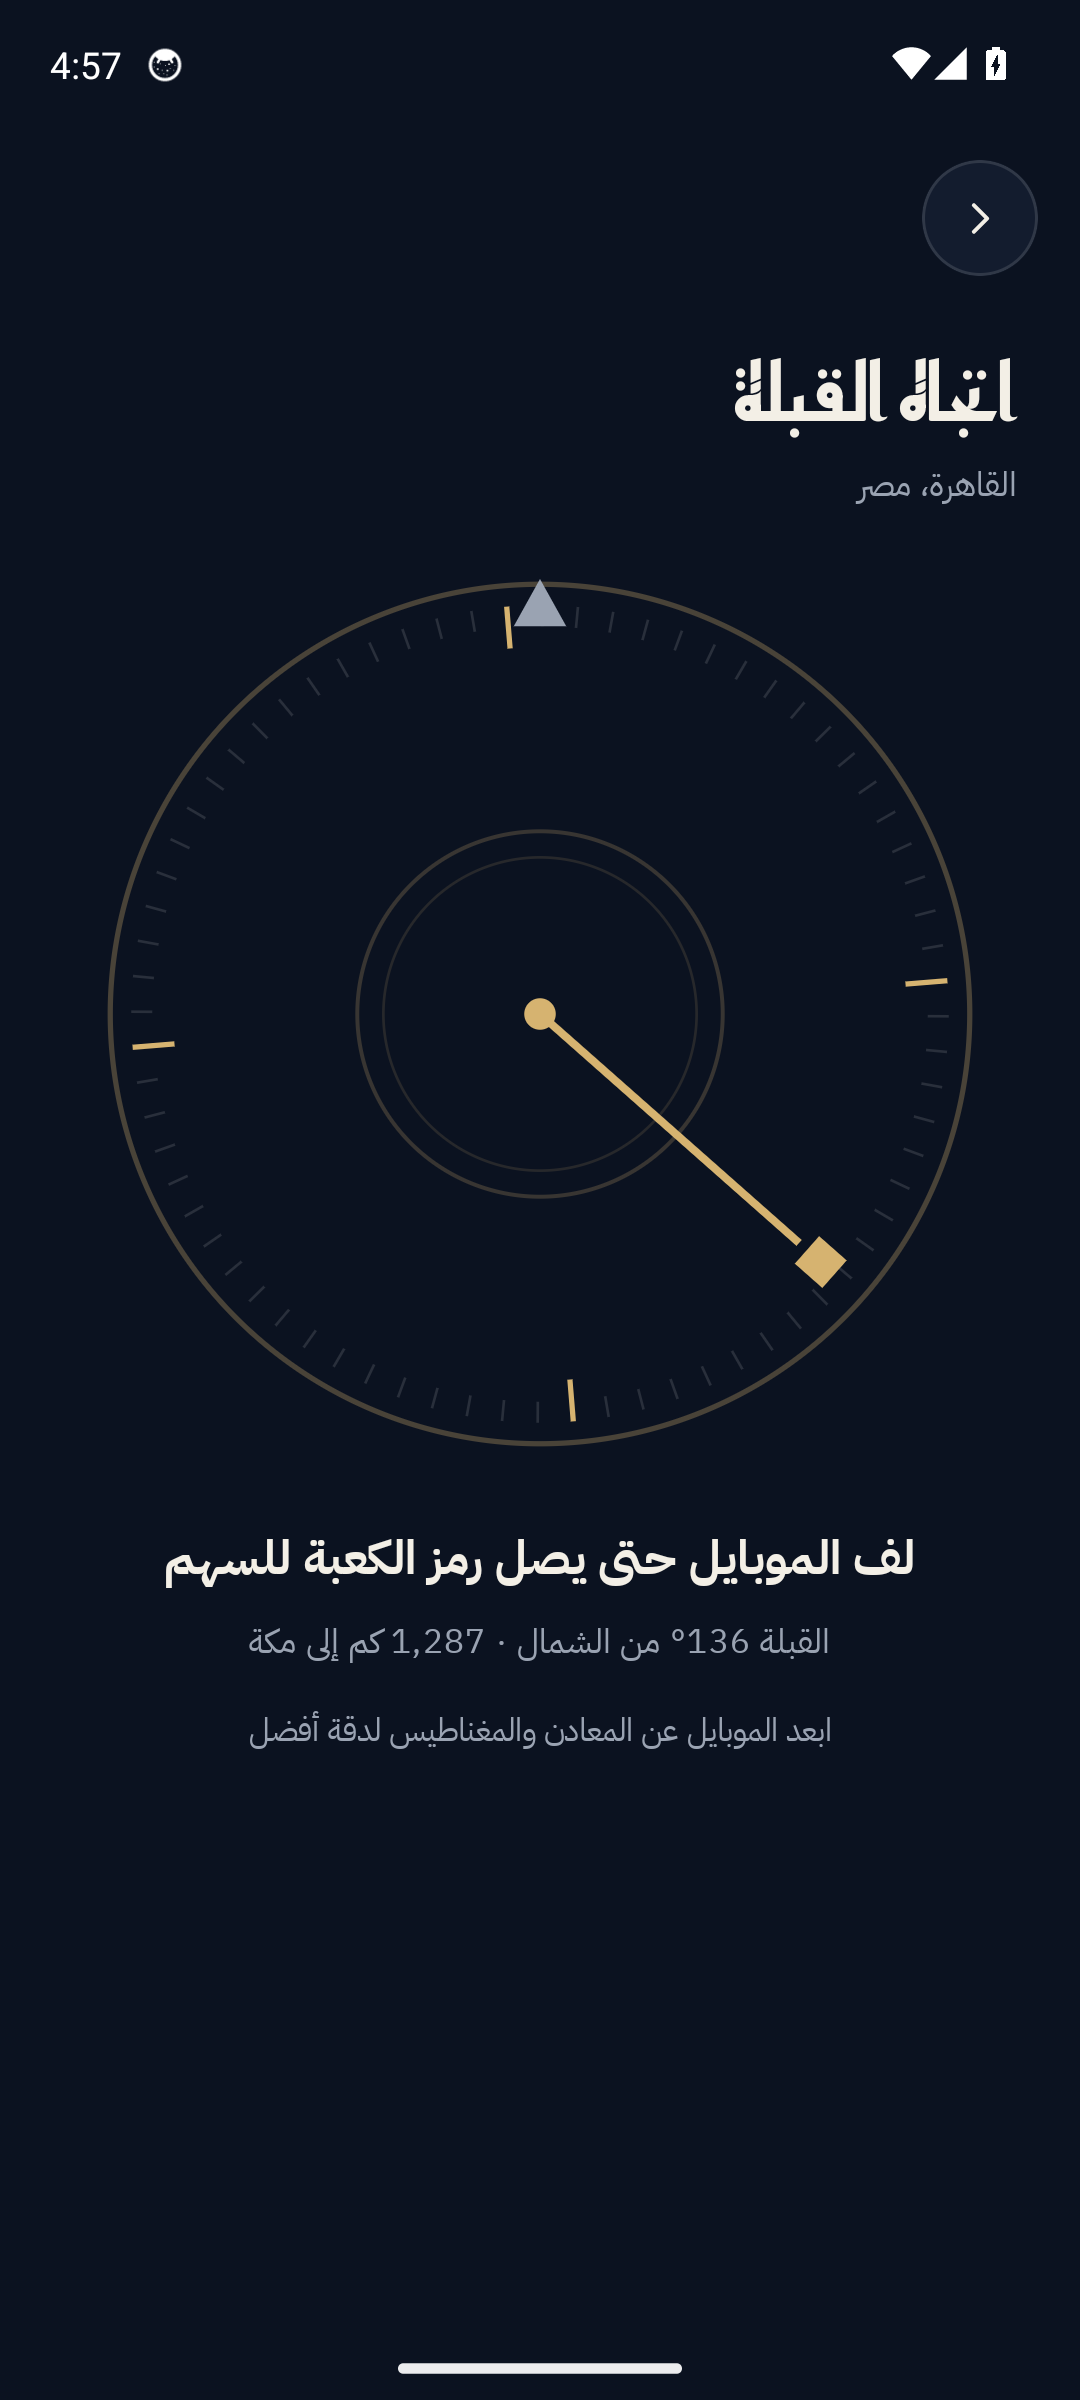 4:57
اتجاه القبلة
القاهرة، مصر
لف الموبايل حتى يصل رمز الكعبة للسهم
القبلة 136° من الشمال · 1,287 كم إلى مكة
ابعد الموبايل عن المعادن والمغناطيس لدقة أفضل